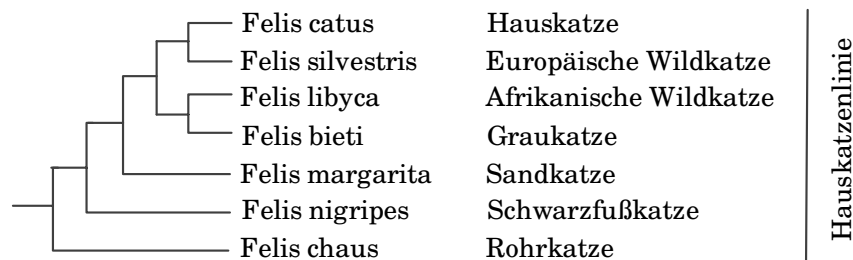 Felis catus Hauskatze
Felis silvestris Europäische Wildkatze
Felis libyca Afrikanische Wildkatze
Felis bieti Graukatze
Felis margarita Sandkatze
Felis nigripes Schwarzfußkatze
Felis chaus Rohrkatze
Hauskatzenlinie